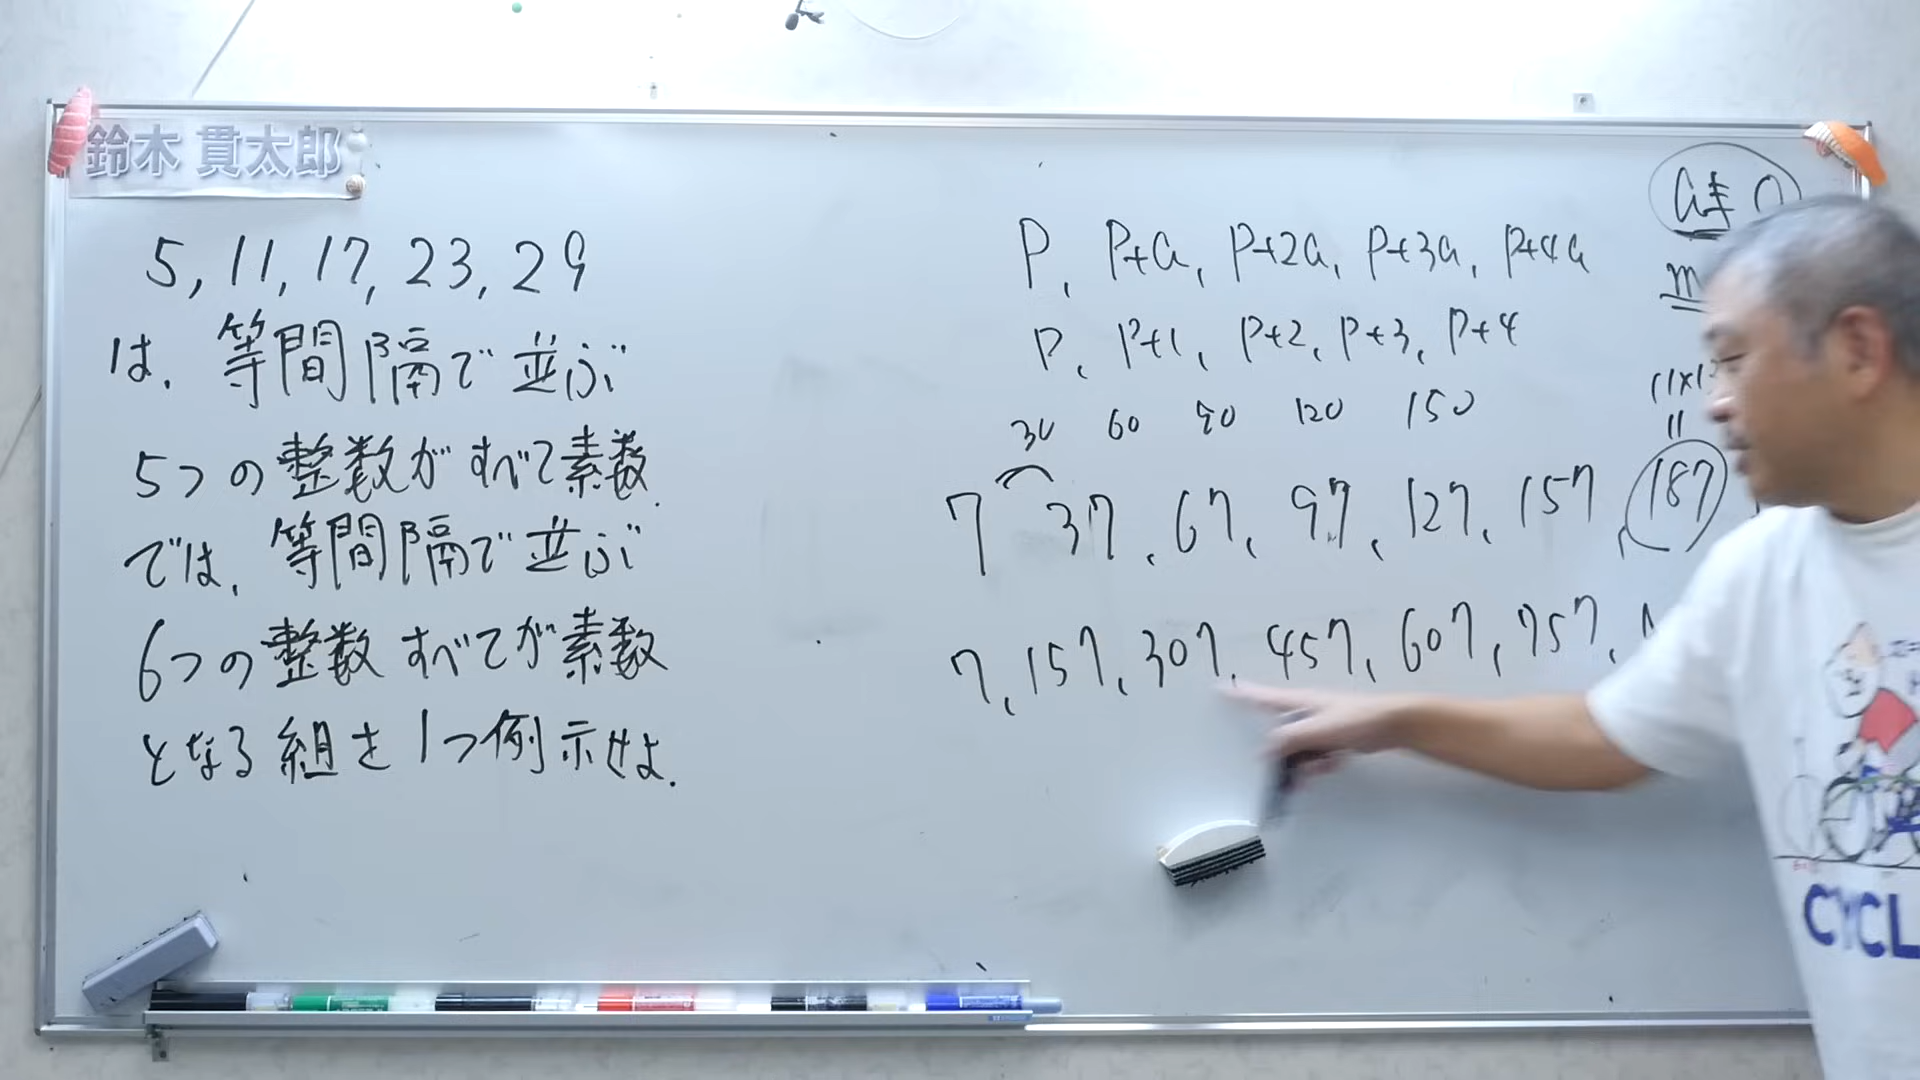 鈴木 貫太郎
5, 11, 17, 23, 29
は、等間隔で並ぶ
5つの整数がすべて素数.
では、等間隔で並ぶ
6つの整数すべてが素数
となる組を1つ例示せよ.
P, P+a, P+2a, P+3a, P+4a
P, P+1, P+2, P+3, P+4
30 60 90 120 150
7 37, 67, 97, 127, 157, 187
7, 157, 307, 457, 607, 757,
a≢0
m
11×1
CYCL